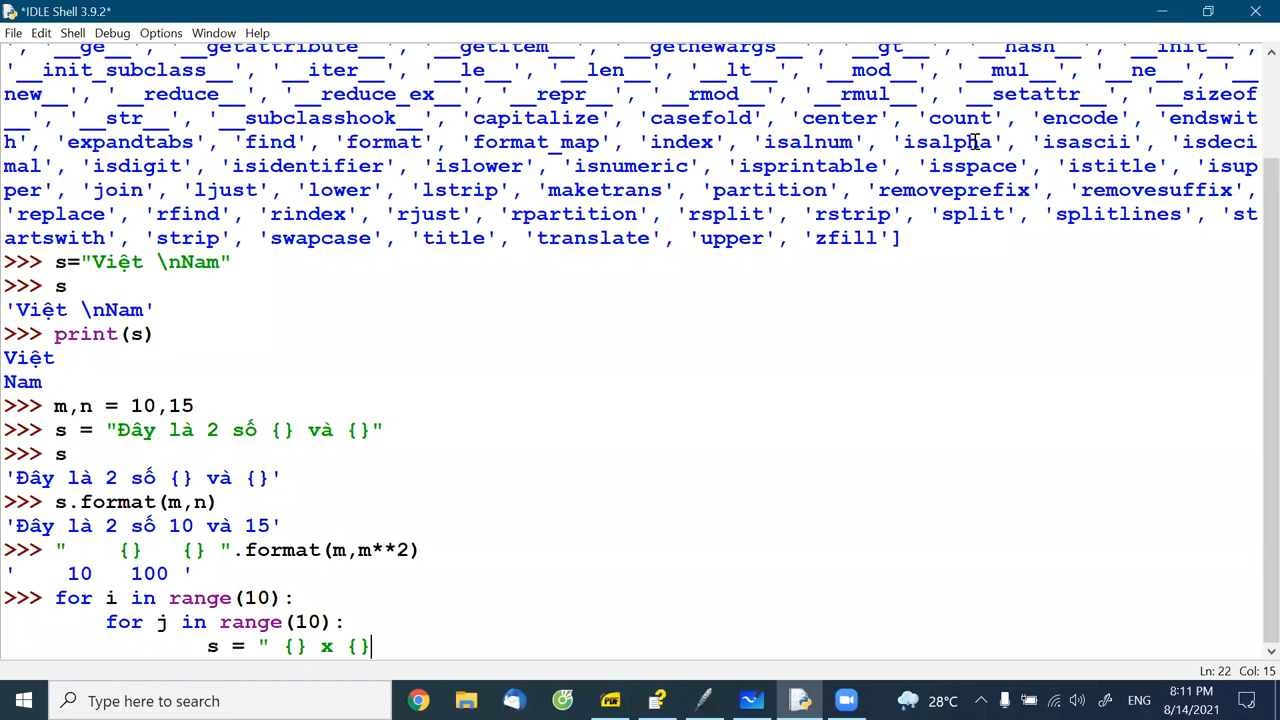 *IDLE Shell 3.9.2*
File Edit Shell Debug Options Window Help
', '__ge__', '__getattribute__', '__getitem__', '__getnewargs__', '__gt__', '__hash__', '__init__',
'__init_subclass__', '__iter__', '__le__', '__len__', '__lt__', '__mod__', '__mul__', '__ne__', '__
new__', '__reduce__', '__reduce_ex__', '__repr__', '__rmod__', '__rmul__', '__setattr__', '__sizeof
__', '__str__', '__subclasshook__', 'capitalize', 'casefold', 'center', 'count', 'encode', 'endswit
h', 'expandtabs', 'find', 'format', 'format_map', 'index', 'isalnum', 'isalpha', 'isascii', 'isdeci
mal', 'isdigit', 'isidentifier', 'islower', 'isnumeric', 'isprintable', 'isspace', 'istitle', 'isup
per', 'join', 'ljust', 'lower', 'lstrip', 'maketrans', 'partition', 'removeprefix', 'removesuffix',
'replace', 'rfind', 'rindex', 'rjust', 'rpartition', 'rsplit', 'rstrip', 'split', 'splitlines', 'st
artswith', 'strip', 'swapcase', 'title', 'translate', 'upper', 'zfill']
>>> s="Việt \nNam"
>>> s
'Việt \nNam'
>>> print(s)
Việt
Nam
>>> m,n = 10,15
>>> s = "Đây là 2 số {} và {}"
>>> s
'Đây là 2 số {} và {}'
>>> s.format(m,n)
'Đây là 2 số 10 và 15'
>>> "    {}   {} ".format(m,m**2)
'    10   100 '
>>> for i in range(10):
        for j in range(10):
                s = " {} x {}
Ln: 22 Col: 15
Type here to search
28°C
ENG
8:11 PM
8/14/2021